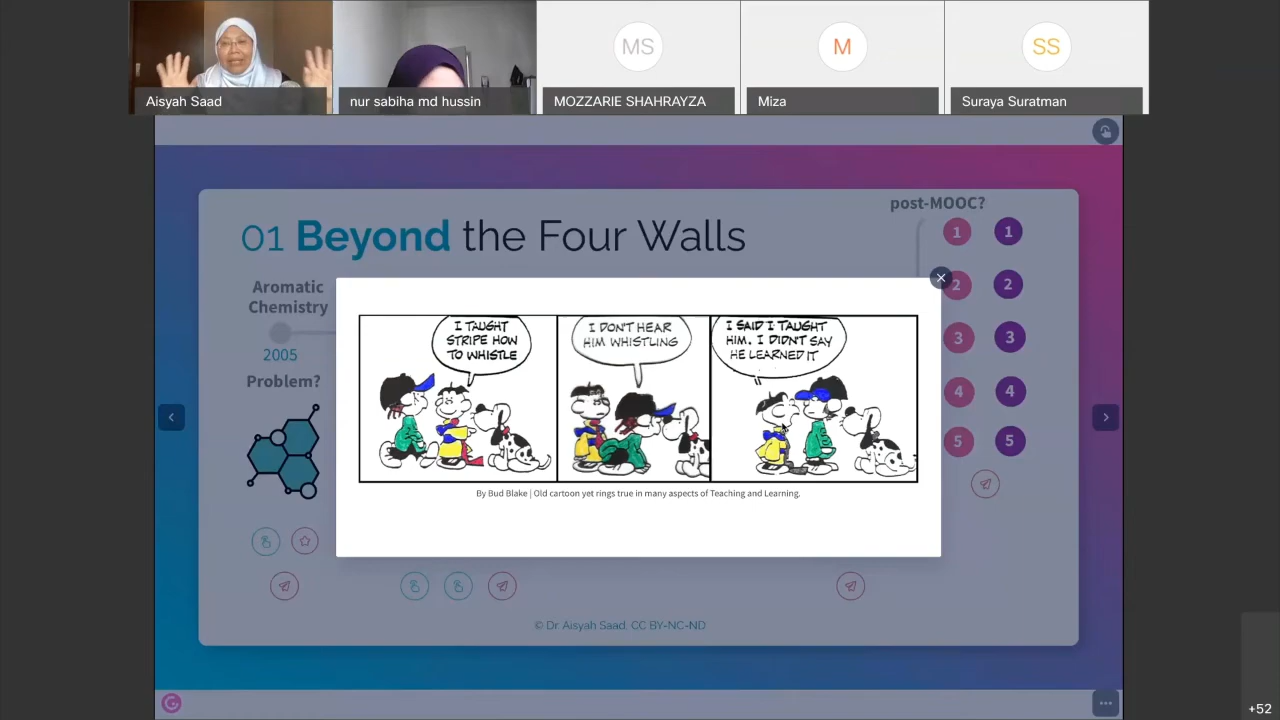 MS
M
SS
Aisyah Saad
nur sabiha md hussin
MOZZARIE SHAHRAYZA
Miza
Suraya Suratman
post-MOOC?
01 Beyond the Four Walls
1 1
2 2
3 3
4 4
5 5
Aromatic
Chemistry
2005
Problem?
I TAUGHT
STRIPE HOW
TO WHISTLE
I DON'T HEAR
HIM WHISTLING
I SAID I TAUGHT
HIM. I DIDN'T SAY
HE LEARNED IT
By Bud Blake | Old cartoon yet rings true in many aspects of Teaching and Learning.
© Dr Aisyah Saad, CC BY-NC-ND
+52